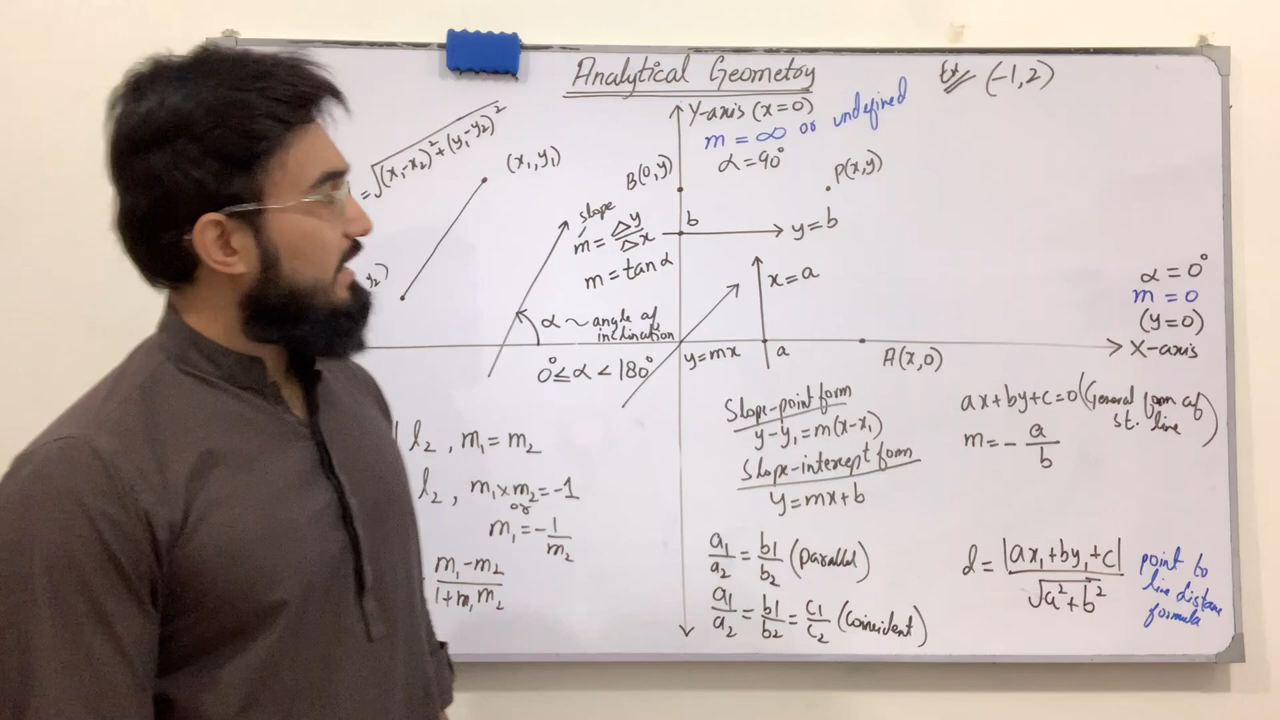 Analytical Geometry
Ex (-1,2)
= √(x₁-x₂)²+(y₁-y₂)²
(x₁,y₁)
y₂)
slope
m = Δy/Δx
m = tanα
α ~ angle of
inclination
0° ≤ α < 180°
Y-axis (x=0)
m = ∞ or undefined
α = 90°
B(0,y)
P(x,y)
b
y = b
x = a
y=mx
a
A(x,0)
α = 0°
m = 0
(y=0)
X-axis
l₂ , m₁ = m₂
l₂ , m₁×m₂ = -1
or
m₁ = -1/m₂
m₁-m₂/1+m₁m₂
Slope-point form
y-y₁=m(x-x₁)
Slope-intercept form
y=mx+b
ax+by+c=0 (General form of
st. line)
m = - a/b
a1/a2 = b1/b2 (Parallel)
a1/a2 = b1/b2 = c1/c2 (Coincident)
d = |ax₁+by₁+c|/√a²+b²
point to
line distane
formula